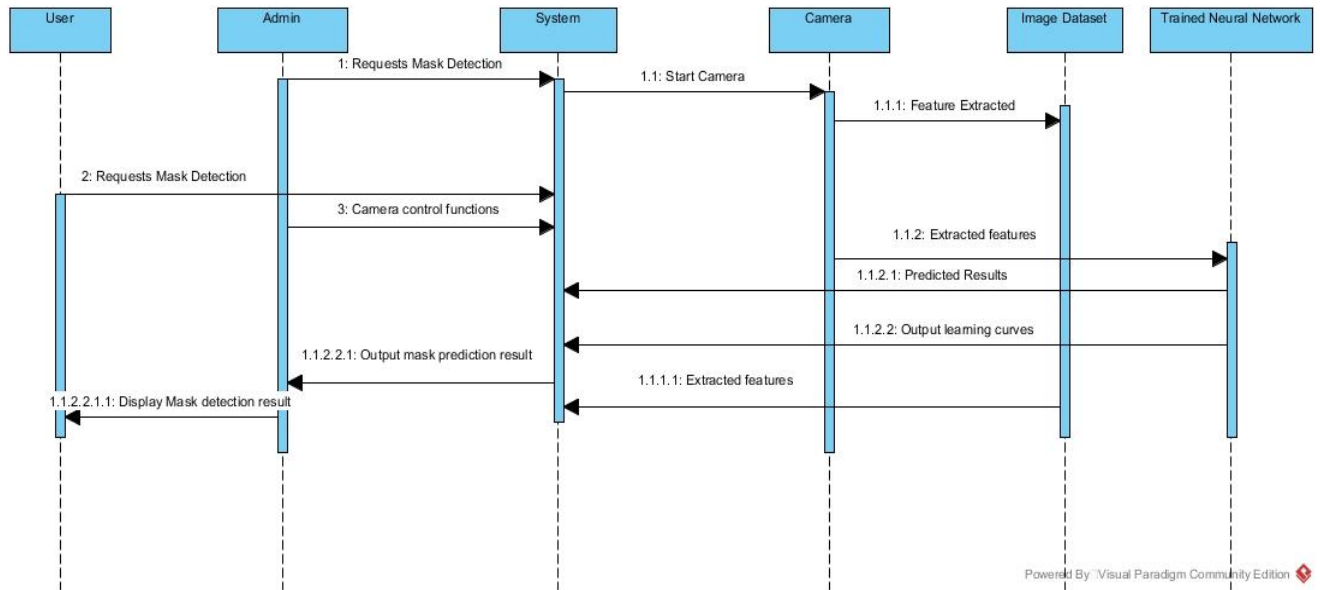 User
Admin
System
Camera
Image Dataset
Trained Neural Network
1: Requests Mask Detection
1.1: Start Camera
1.1.1: Feature Extracted
2: Requests Mask Detection
3: Camera control functions
1.1.2: Extracted features
1.1.2.1: Predicted Results
1.1.2.2: Output learning curves
1.1.2.2.1: Output mask prediction result
1.1.1.1: Extracted features
1.1.2.2.1.1: Display Mask detection result
Powered By Visual Paradigm Community Edition